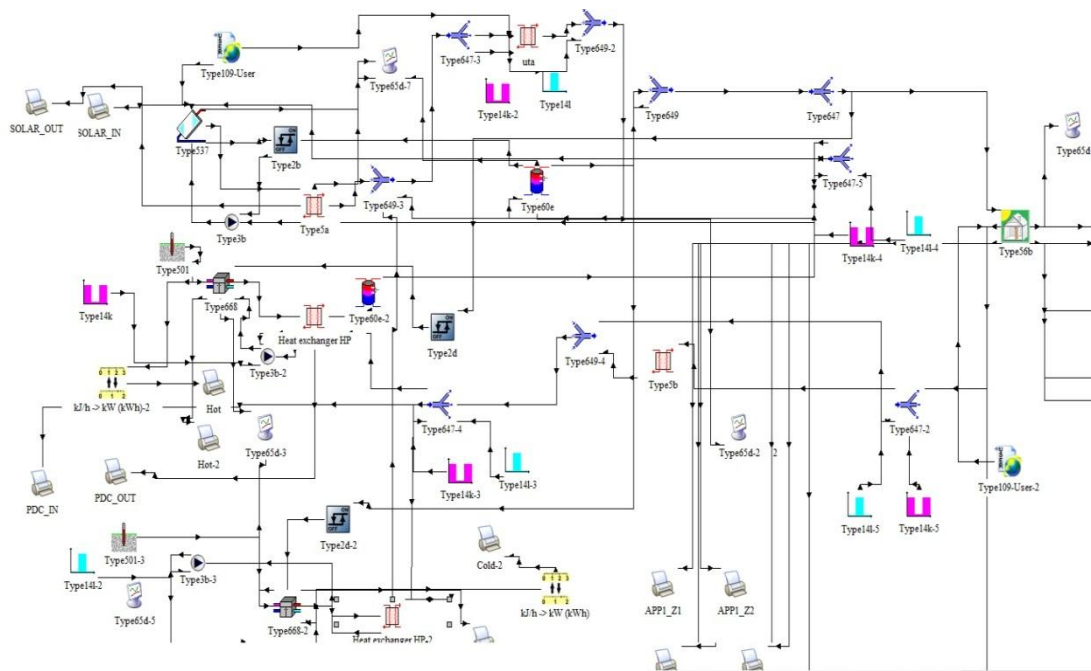 Type647-3
uta
Type649-2
Type109-User
Type65d-7
Type14k-2
Type14l
SOLAR_OUT
SOLAR_IN
Type537
Type2b
Type649
Type647
Type65d
Type647-5
Type60e
Type649-3
Type5a
Type3b
Type14k-4
Type14l-4
Type56b
Type501
Type668
Type60e-2
Type14k
Heat exchanger HP
Type2d
Type3b-2
Type649-4
Type5b
kJ/h -> kW (kWh)-2
Hot
Type647-4
Type647-2
Hot-2
Type65d-3
Type65d-2
2
PDC_IN
PDC_OUT
Type14k-3
Type14l-3
Type109-User-2
Type14l-5
Type14k-5
Type2d-2
Type501-3
Type14l-2
Type3b-3
Cold-2
Type65d-5
kJ/h -> kW (kWh)
APP1_Z1
APP1_Z2
Type668-2
Heat exchanger HP-2